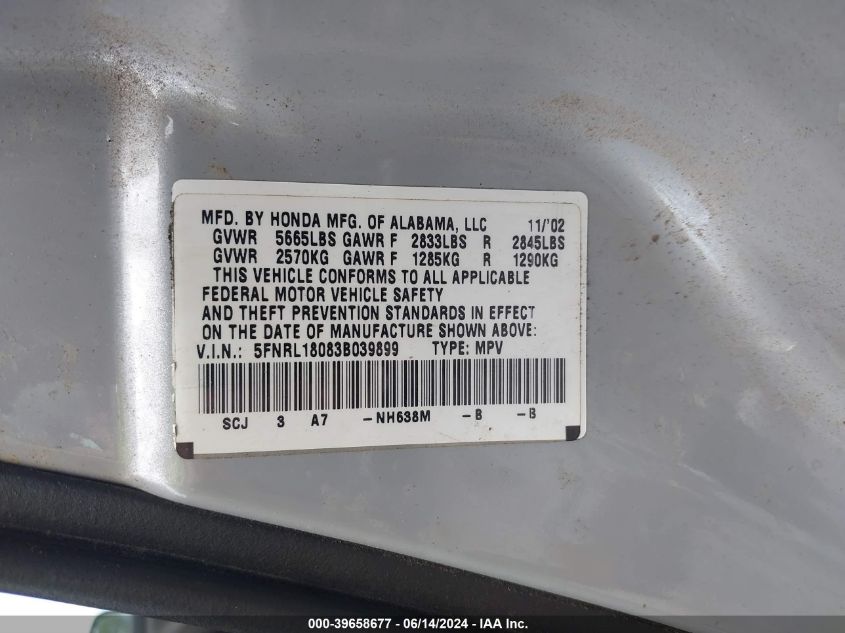 MFD. BY HONDA MFG. OF ALABAMA, LLC 11/'02
GVWR 5665LBS GAWR F 2833LBS R 2845LBS
GVWR 2570KG GAWR F 1285KG R 1290KG
THIS VEHICLE CONFORMS TO ALL APPLICABLE
FEDERAL MOTOR VEHICLE SAFETY
AND THEFT PREVENTION STANDARDS IN EFFECT
ON THE DATE OF MANUFACTURE SHOWN ABOVE:
V.I.N.: 5FNRL18083B039899 TYPE: MPV
SCJ 3 A7 -NH638M -B -B
000-39658677 - 06/14/2024 - IAA Inc.